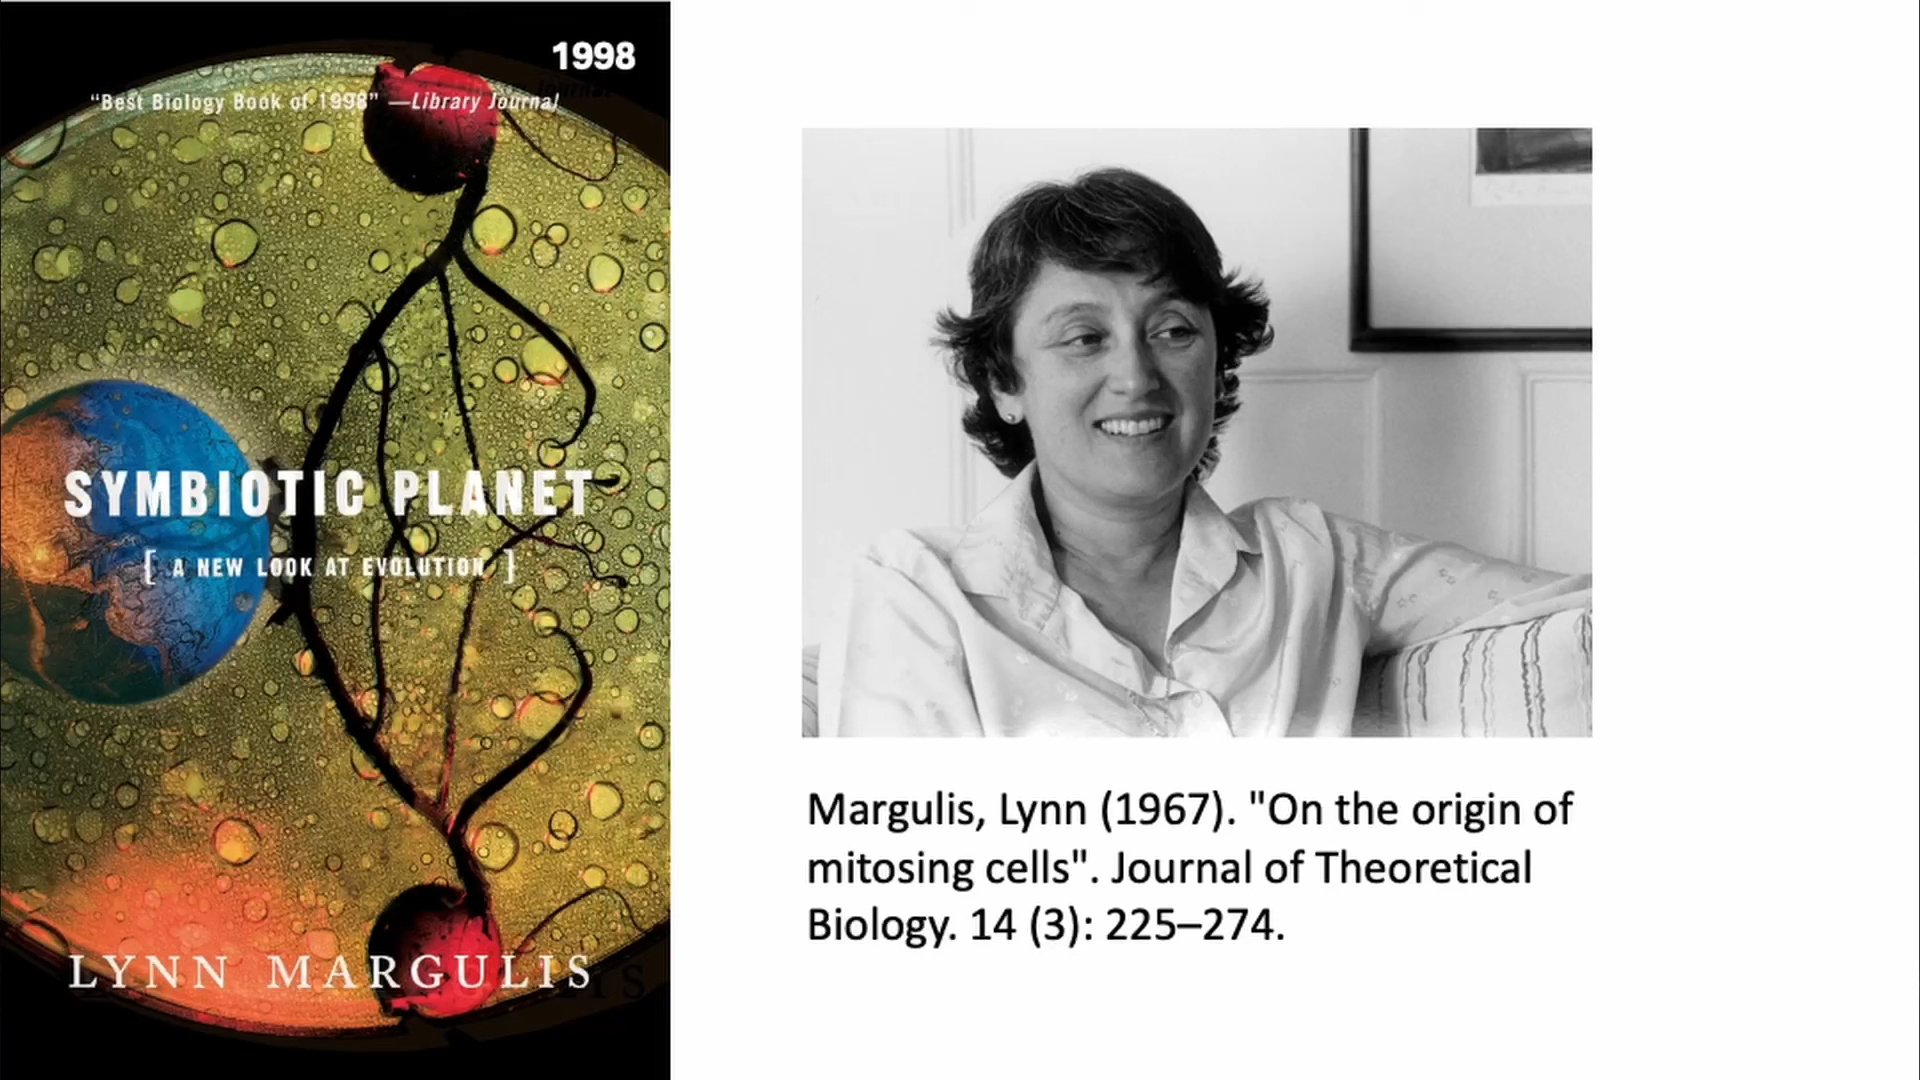 1998
“Best Biology Book of 1998” —Library Journal
SYMBIOTIC PLANET
[ A NEW LOOK AT EVOLUTION ]
LYNN MARGULIS
Margulis, Lynn (1967). "On the origin of
mitosing cells". Journal of Theoretical
Biology. 14 (3): 225–274.